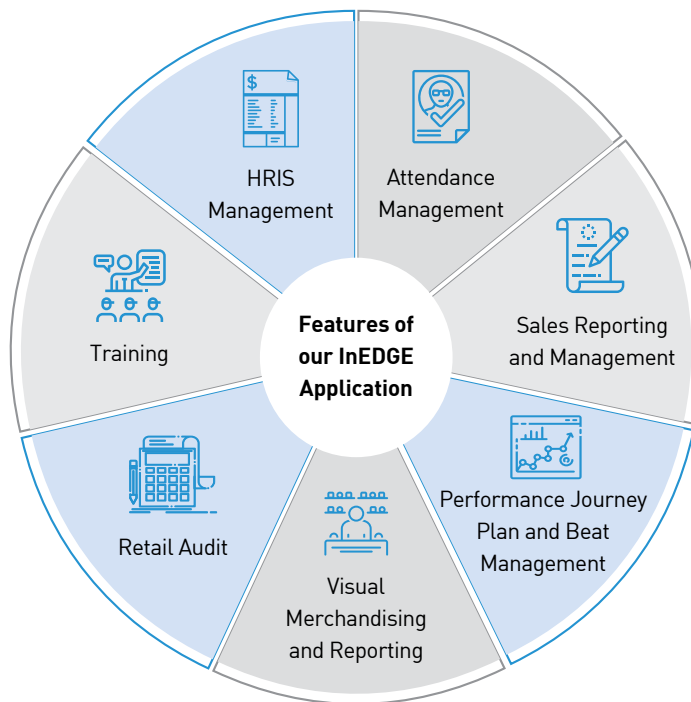 Features of
our InEDGE
Application
Attendance
Management
Sales Reporting
and Management
Performance Journey
Plan and Beat
Management
Visual
Merchandising
and Reporting
Retail Audit
Training
HRIS
Management
$